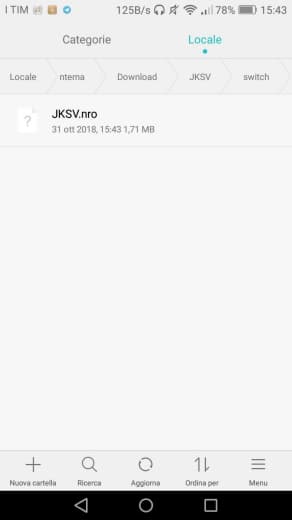 I TIM 125B/s 78% 15:43
Categorie Locale
Locale nterna Download JKSV switch
?
JKSV.nro
31 ott 2018, 15:43 1,71 MB
Nuova cartella Ricerca Aggiorna Ordina per Menu